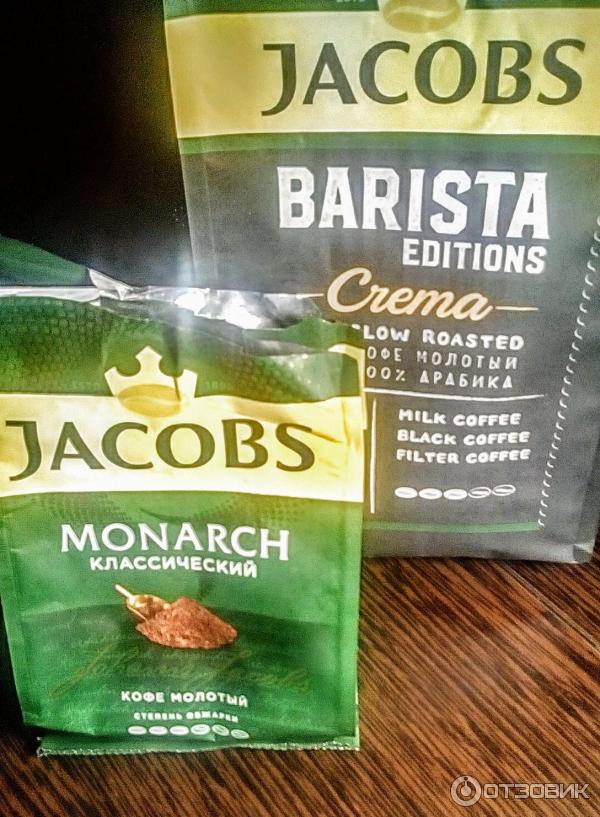 JACOBS
BARISTA
EDITIONS
Crema
SLOW ROASTED
КОФЕ МОЛОТЫЙ
100% АРАБИКА
MILK COFFEE
BLACK COFFEE
FILTER COFFEE
JACOBS
MONARCH
КЛАССИЧЕСКИЙ
КОФЕ МОЛОТЫЙ
СТЕПЕНЬ ОБЖАРКИ
ОТЗОВИК